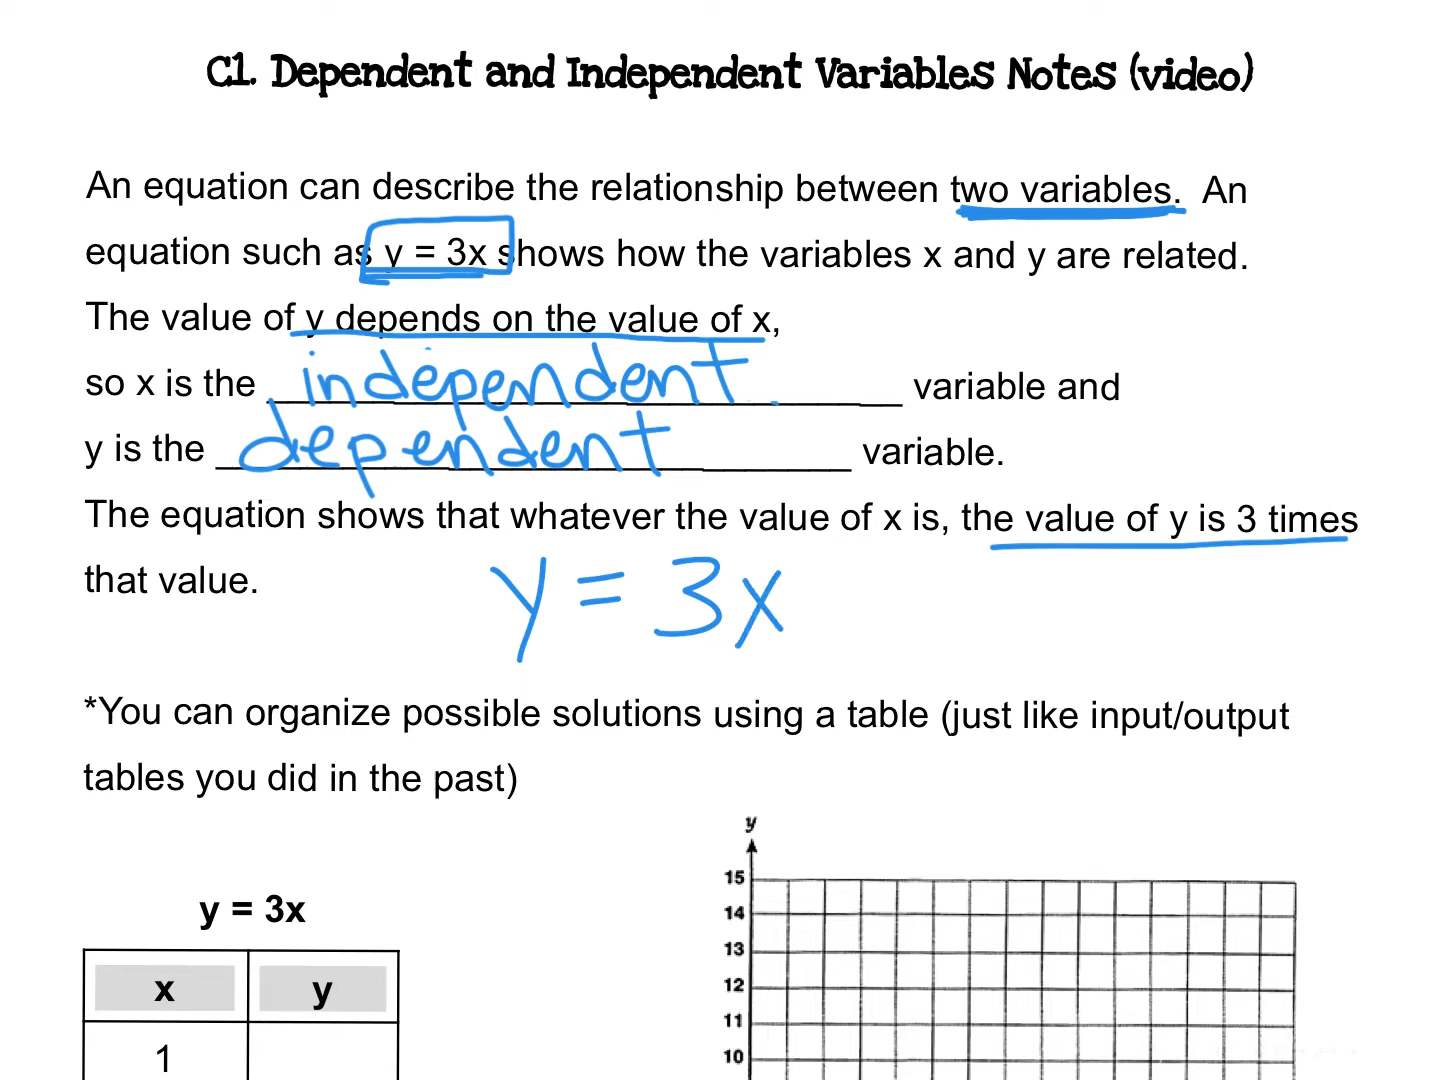 C1. Dependent and Independent Variables Notes (video)
An equation can describe the relationship between two variables. An
equation such as y = 3x shows how the variables x and y are related.
The value of y depends on the value of x,
so x is the independent variable and
y is the dependent variable.
The equation shows that whatever the value of x is, the value of y is 3 times
that value.
y = 3x
*You can organize possible solutions using a table (just like input/output
tables you did in the past)
y
15
14
13
12
11
10
y = 3x
x y
1